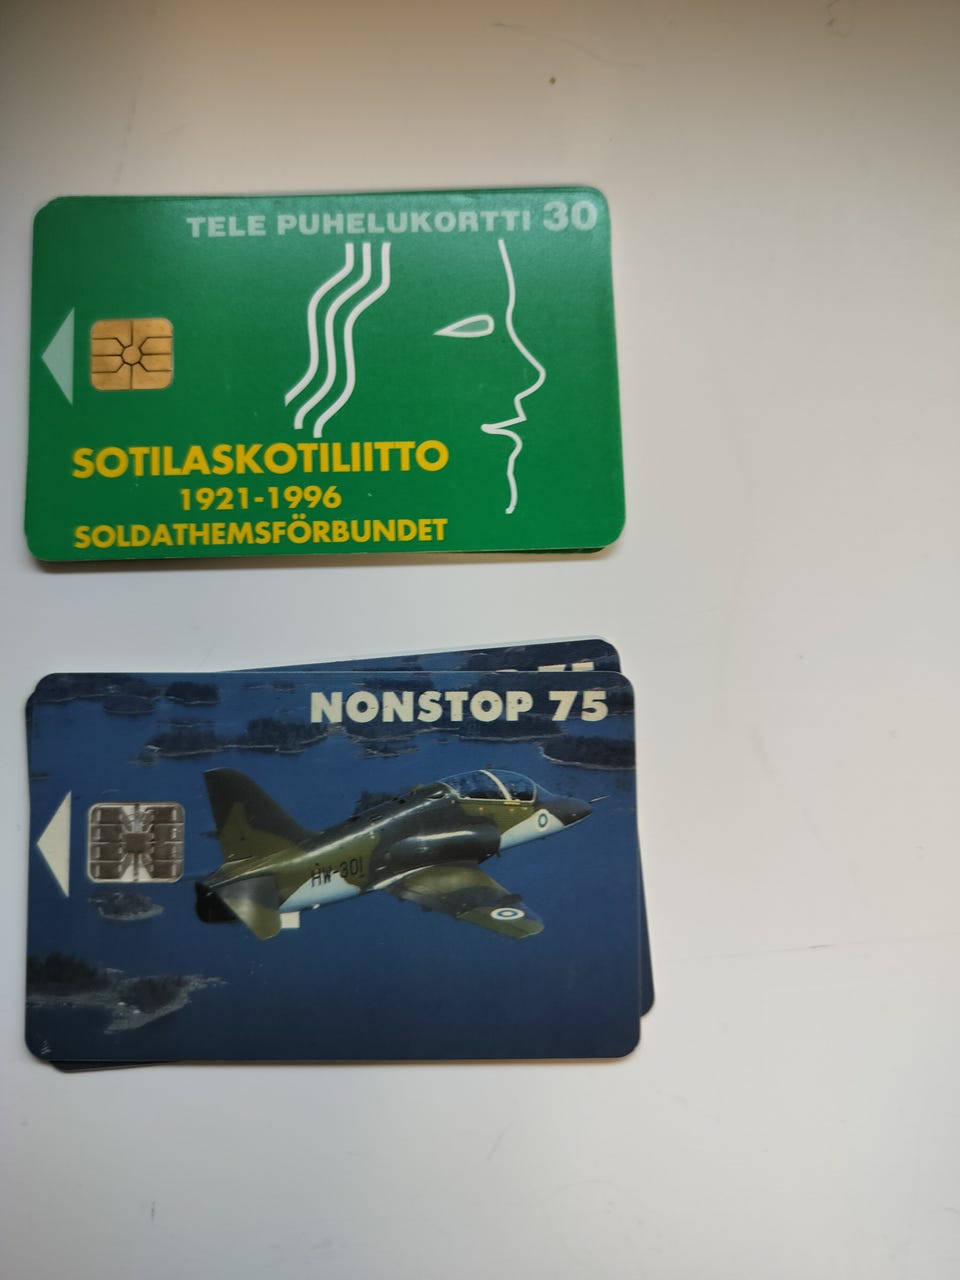 TELE PUHELUKORTTI 30
SOTILASKOTILIITTO
1921-1996
SOLDATHEMSFÖRBUNDET
NONSTOP 75
HW-301